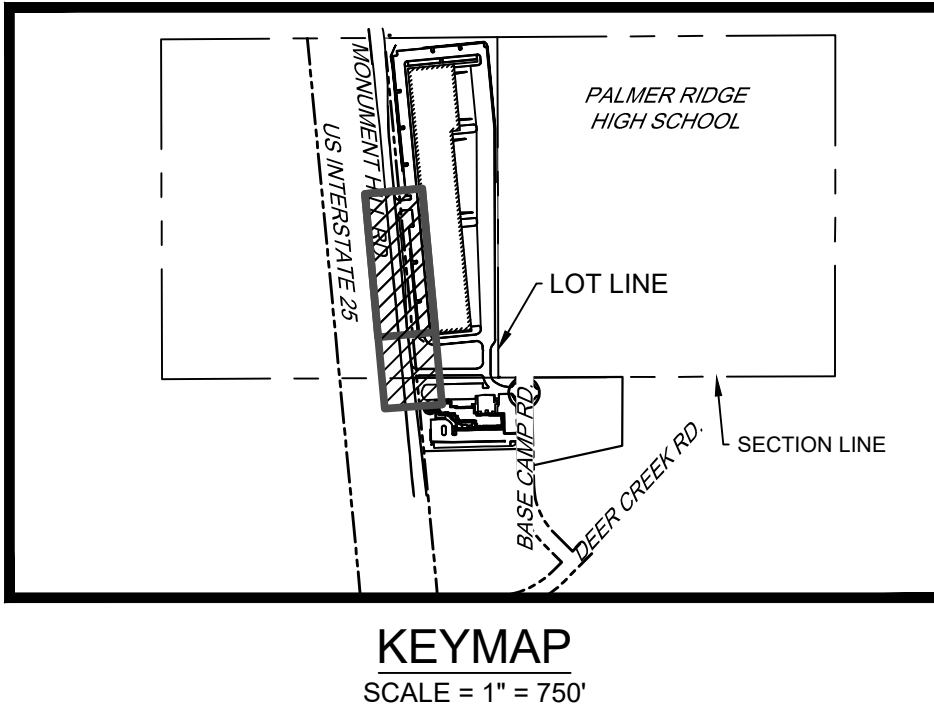 PALMER RIDGE
HIGH SCHOOL
MONUMENT RD
US INTERSTATE 25
LOT LINE
SECTION LINE
BASE CAMP RD.
DEER CREEK RD.
KEYMAP
SCALE = 1" = 750'